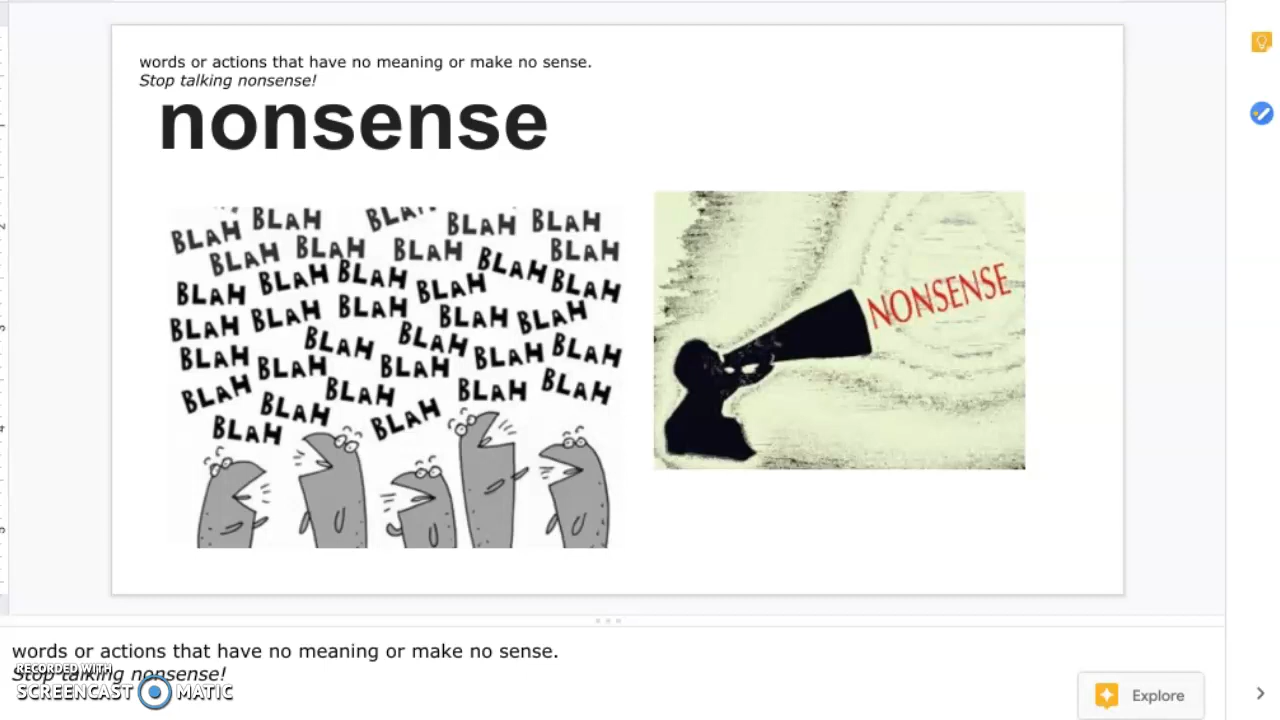 words or actions that have no meaning or make no sense.
Stop talking nonsense!
nonsense
BLAH BLAH BLAH BLAH
BLAH BLAH BLAH BLAH
BLAH BLAH BLAH BLAH
BLAH BLAH BLAH
BLAH BLAH BLAH BLAH BLAH
BLAH BLAH BLAH BLAH BLAH
BLAH BLAH
BLAH BLAH BLAH BLAH
BLAH BLAH
BLAH
NONSENSE
words or actions that have no meaning or make no sense.
Stop talking nonsense!
RECORDED WITH
SCREENCAST MATIC
Explore